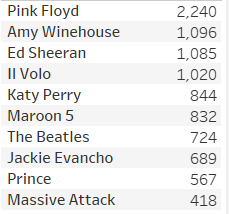 Pink Floyd 2,240
Amy Winehouse 1,096
Ed Sheeran 1,085
Il Volo 1,020
Katy Perry 844
Maroon 5 832
The Beatles 724
Jackie Evancho 689
Prince 567
Massive Attack 418